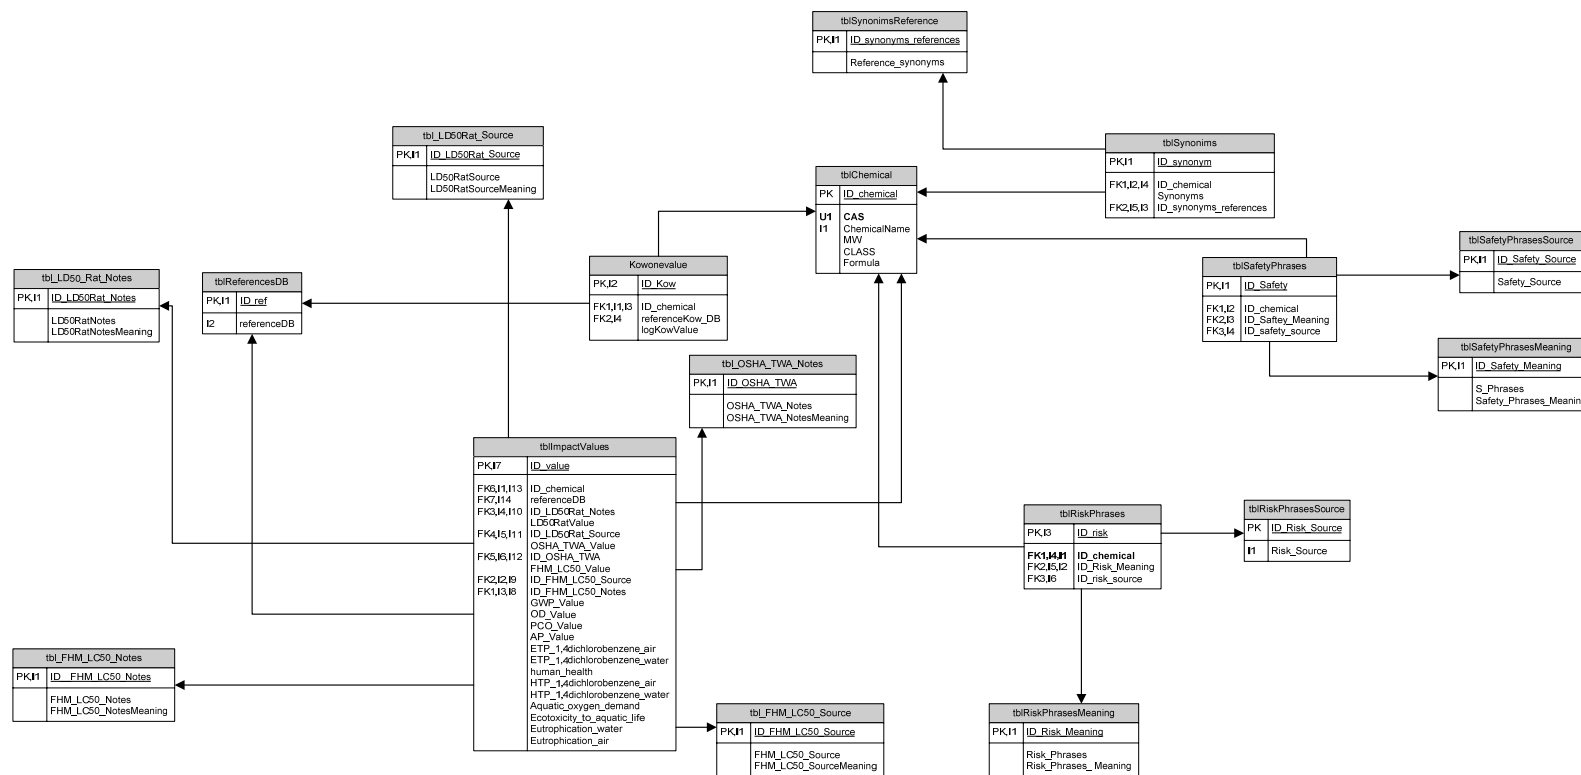 tblSynonimsReference
PK,I1 ID_synonyms_references
Reference_synonyms
tbl_LD50Rat_Source
PK,I1 ID_LD50Rat_Source
LD50RatSource
LD50RatSourceMeaning
tblSynonims
PK,I1 ID_synonym
FK1,I2,I4 ID_chemical
Synonyms
FK2,I5,I3 ID_synonyms_references
tblChemical
PK ID_chemical
U1 CAS
I1 ChemicalName
MW
CLASS
Formula
tblSafetyPhrasesSource
PK,I1 ID_Safety_Source
Safety_Source
tblSafetyPhrases
PK,I1 ID_Safety
FK1,I2 ID_chemical
FK2,I3 ID_Saftey_Meaning
FK3,I4 ID_safety_source
Kowonevalue
PK,I2 ID_Kow
FK1,I1,I3 ID_chemical
FK2,I4 referenceKow_DB
logKowValue
tbl_LD50_Rat_Notes
PK,I1 ID_LD50Rat_Notes
LD50RatNotes
LD50RatNotesMeaning
tblReferencesDB
PK,I1 ID_ref
I2 referenceDB
tblSafetyPhrasesMeaning
PK,I1 ID_Safety_Meaning
S_Phrases
Safety_Phrases_Meanin
tbl_OSHA_TWA_Notes
PK,I1 ID_OSHA_TWA
OSHA_TWA_Notes
OSHA_TWA_NotesMeaning
tblImpactValues
PK,I7 ID_value
FK6,I1,I13 ID_chemical
FK7,I14 referenceDB
FK3,I4,I10 ID_LD50Rat_Notes
LD50RatValue
FK4,I5,I11 ID_LD50Rat_Source
OSHA_TWA_Value
FK5,I6,I12 ID_OSHA_TWA
FHM_LC50_Value
FK2,I2,I9 ID_FHM_LC50_Source
FK1,I3,I8 ID_FHM_LC50_Notes
GWP_Value
OD_Value
PCO_Value
AP_Value
ETP_1,4dichlorobenzene_air
ETP_1,4dichlorobenzene_water
human_health
HTP_1,4dichlorobenzene_air
HTP_1,4dichlorobenzene_water
Aquatic_oxygen_demand
Ecotoxicity_to_aquatic_life
Eutrophication_water
Eutrophication_air
tblRiskPhrases
PK,I3 ID_risk
FK1,I4,I1 ID_chemical
FK2,I5,I2 ID_Risk_Meaning
FK3,I6 ID_risk_source
tblRiskPhrasesSource
PK ID_Risk_Source
I1 Risk_Source
tbl_FHM_LC50_Notes
PK,I1 ID_ FHM_LC50_Notes
FHM_LC50_Notes
FHM_LC50_NotesMeaning
tbl_FHM_LC50_Source
PK,I1 ID_FHM_LC50_Source
FHM_LC50_Source
FHM_LC50_SourceMeaning
tblRiskPhrasesMeaning
PK,I1 ID_Risk_Meaning
Risk_Phrases
Risk_Phrases_ Meaning